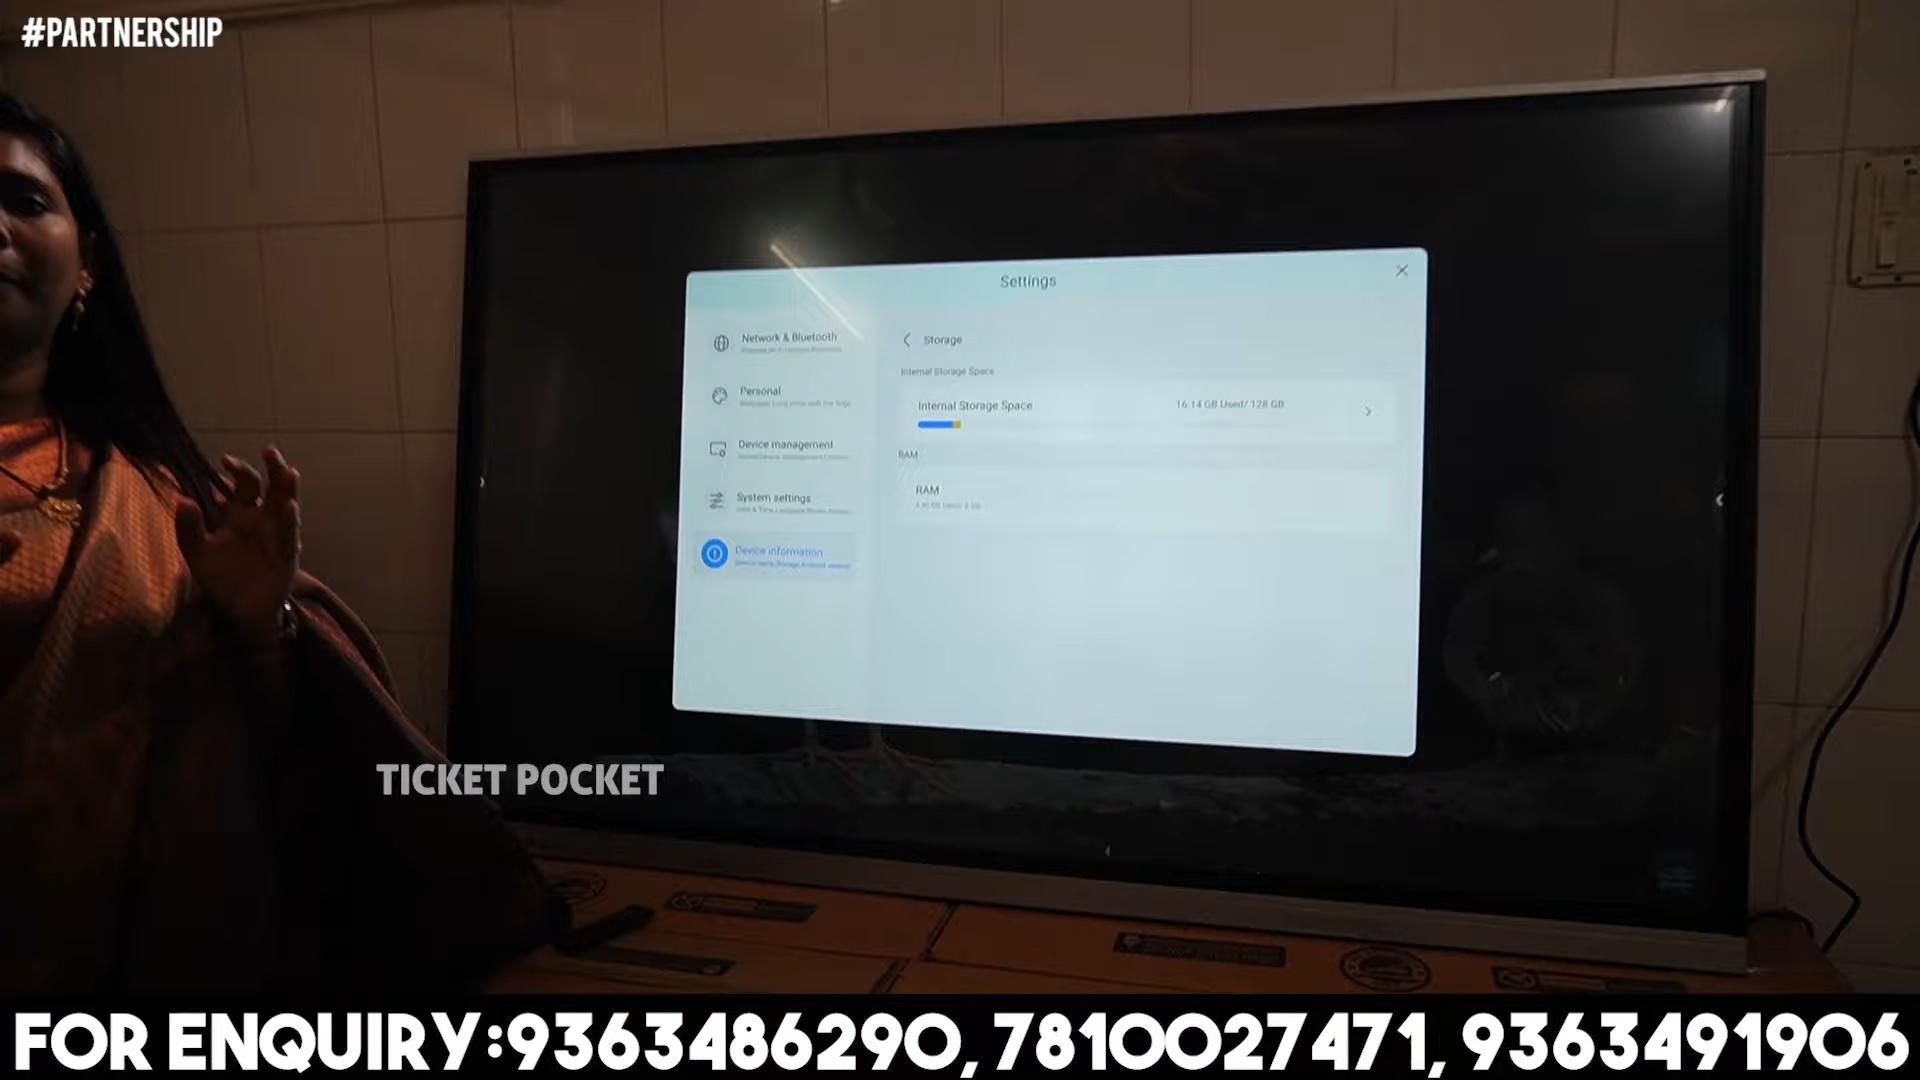 #PARTNERSHIP
Settings
Network & Bluetooth
Personal
Device management
System settings
Device information
Storage
Internal Storage Space
Internal Storage Space
16.14 GB Used/ 128 GB
RAM
RAM
TICKET POCKET
FOR ENQUIRY:9363486290, 7810027471, 9363491906